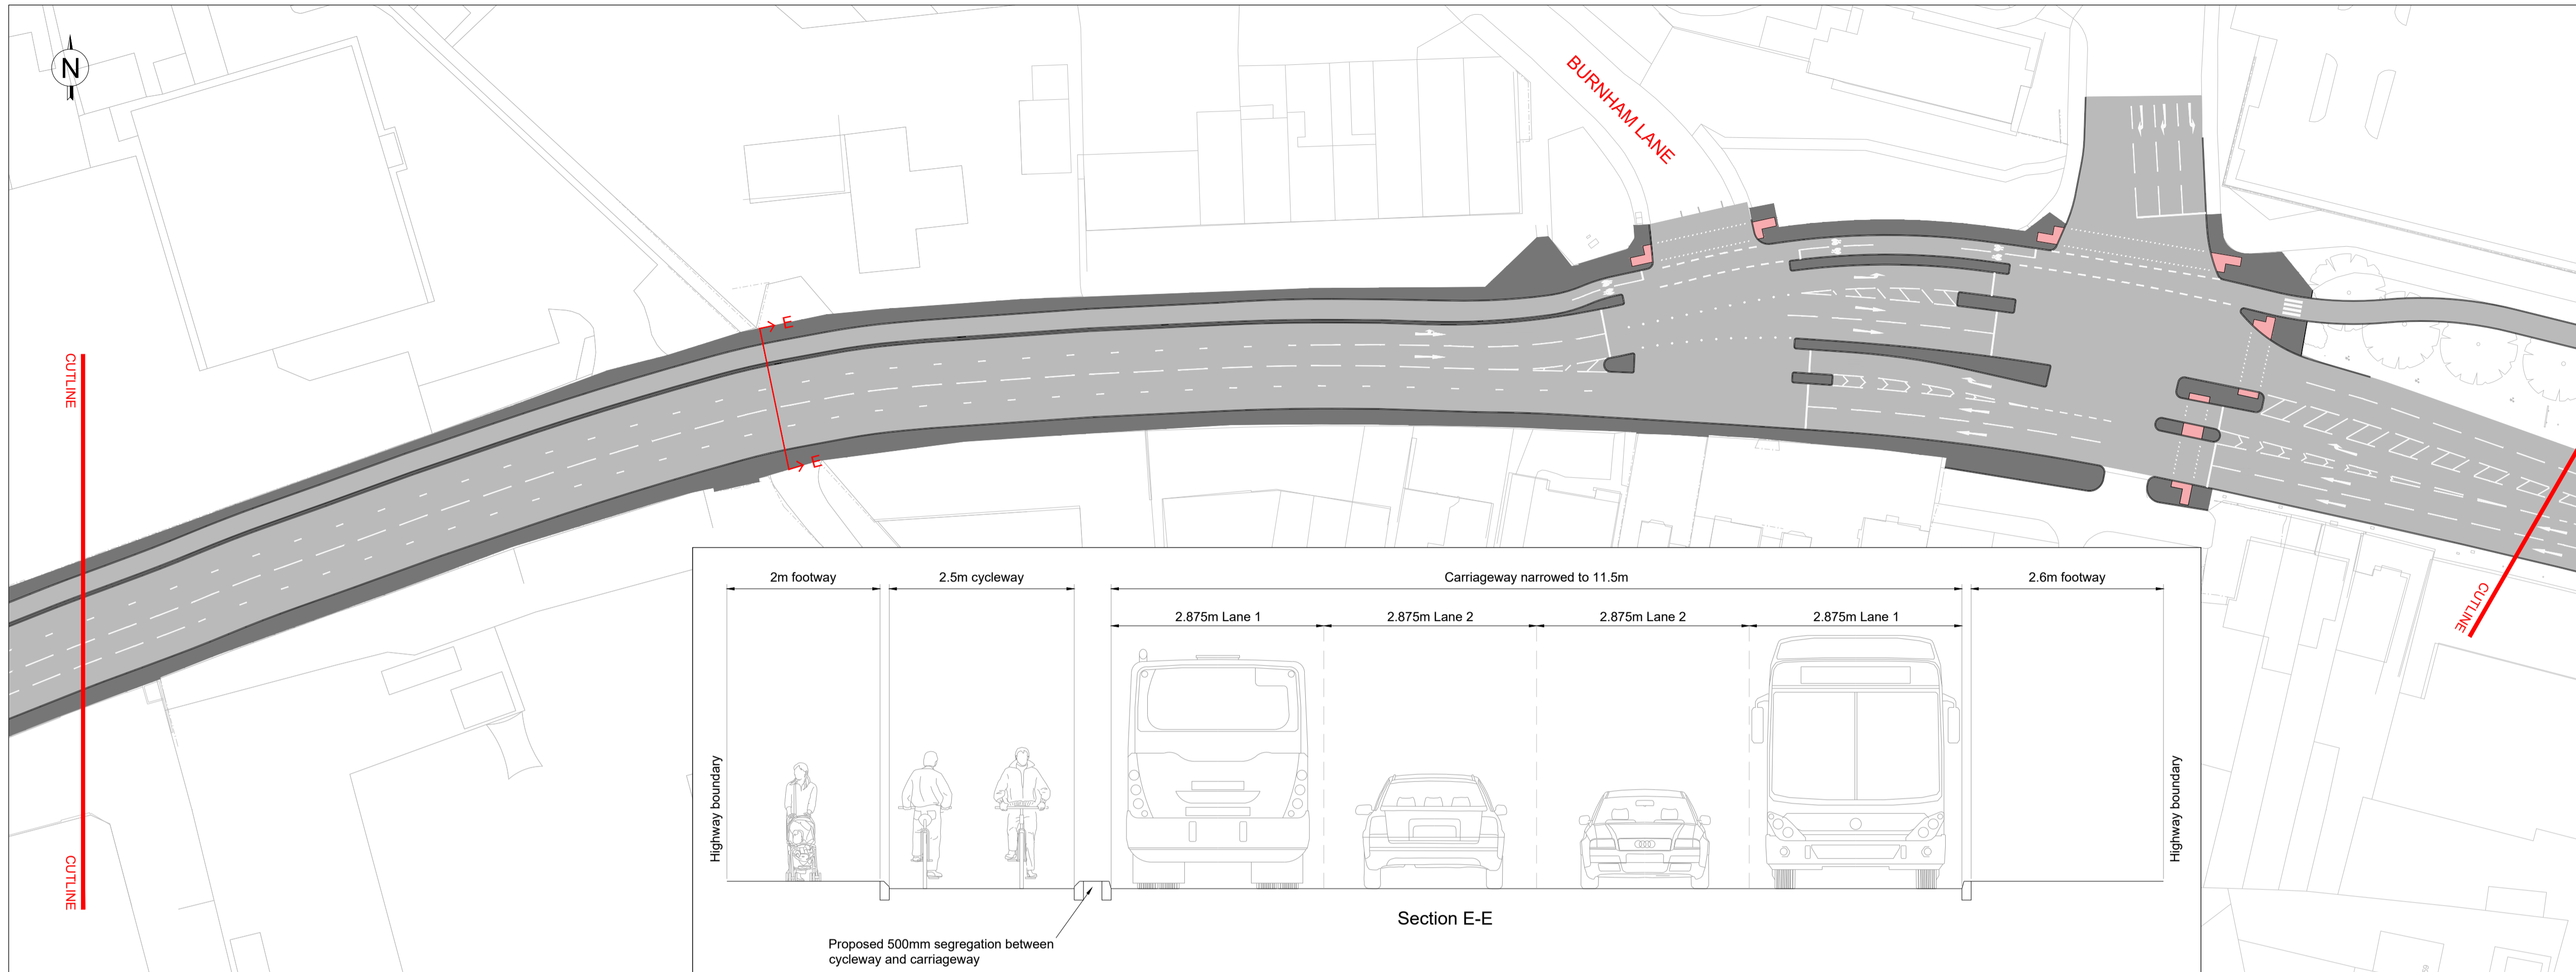 N
BURNHAM LANE
CUTLINE
E
E
CUTLINE
CUTLINE
2m footway
2.5m cycleway
Carriageway narrowed to 11.5m
2.6m footway
2.875m Lane 1
2.875m Lane 2
2.875m Lane 2
2.875m Lane 1
Highway boundary
Highway boundary
Section E-E
Proposed 500mm segregation between
cycleway and carriageway